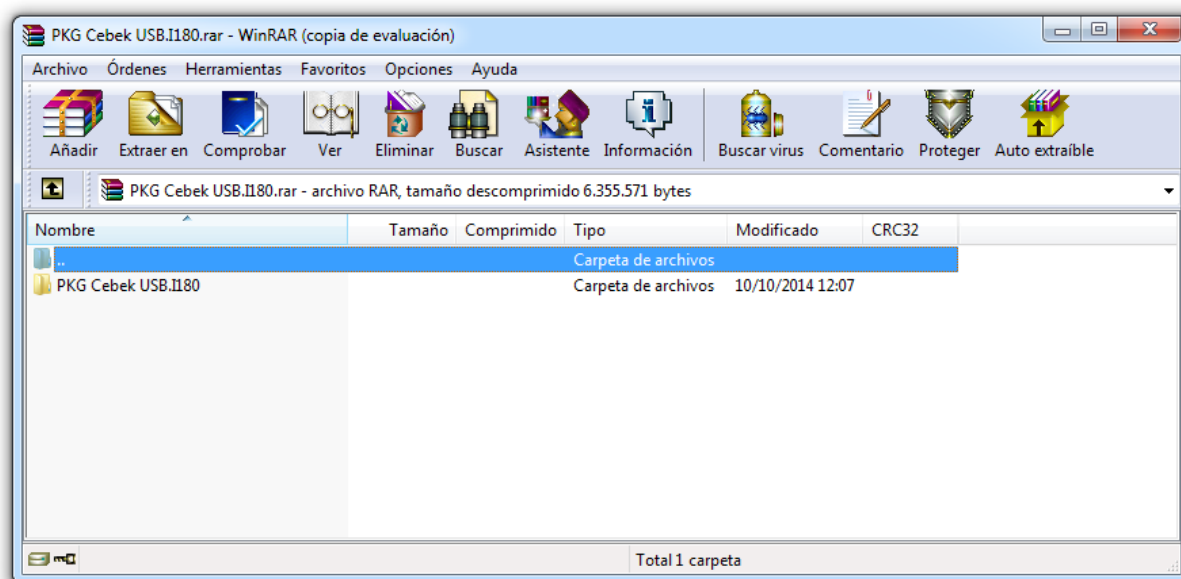 PKG Cebek USB.I180.rar - WinRAR (copia de evaluación)
Archivo Órdenes Herramientas Favoritos Opciones Ayuda
Añadir Extraer en Comprobar Ver Eliminar Buscar Asistente Información Buscar virus Comentario Proteger Auto extraíble
PKG Cebek USB.I180.rar - archivo RAR, tamaño descomprimido 6.355.571 bytes
Nombre Tamaño Comprimido Tipo Modificado CRC32
.. Carpeta de archivos
PKG Cebek USB.I180 Carpeta de archivos 10/10/2014 12:07
Total 1 carpeta